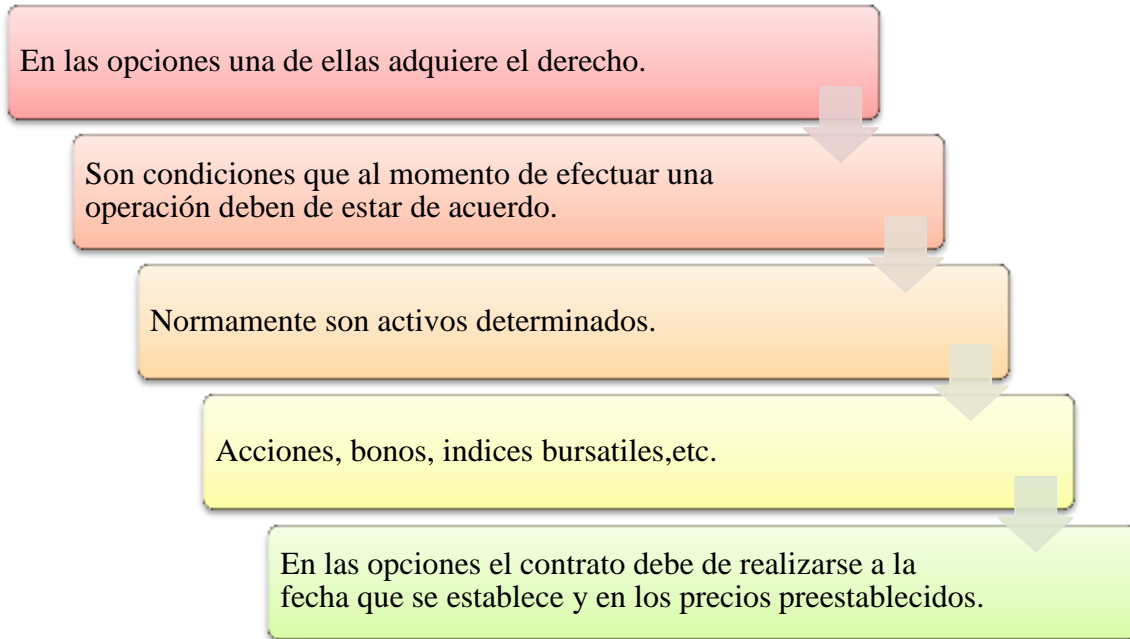 En las opciones una de ellas adquiere el derecho.
Son condiciones que al momento de efectuar una
operación deben de estar de acuerdo.
Normamente son activos determinados.
Acciones, bonos, indices bursatiles,etc.
En las opciones el contrato debe de realizarse a la
fecha que se establece y en los precios preestablecidos.